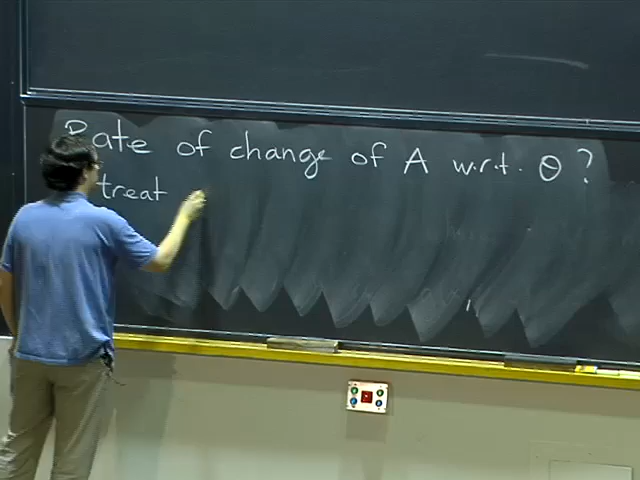 Rate of change of A w.r.t. θ ?
treat